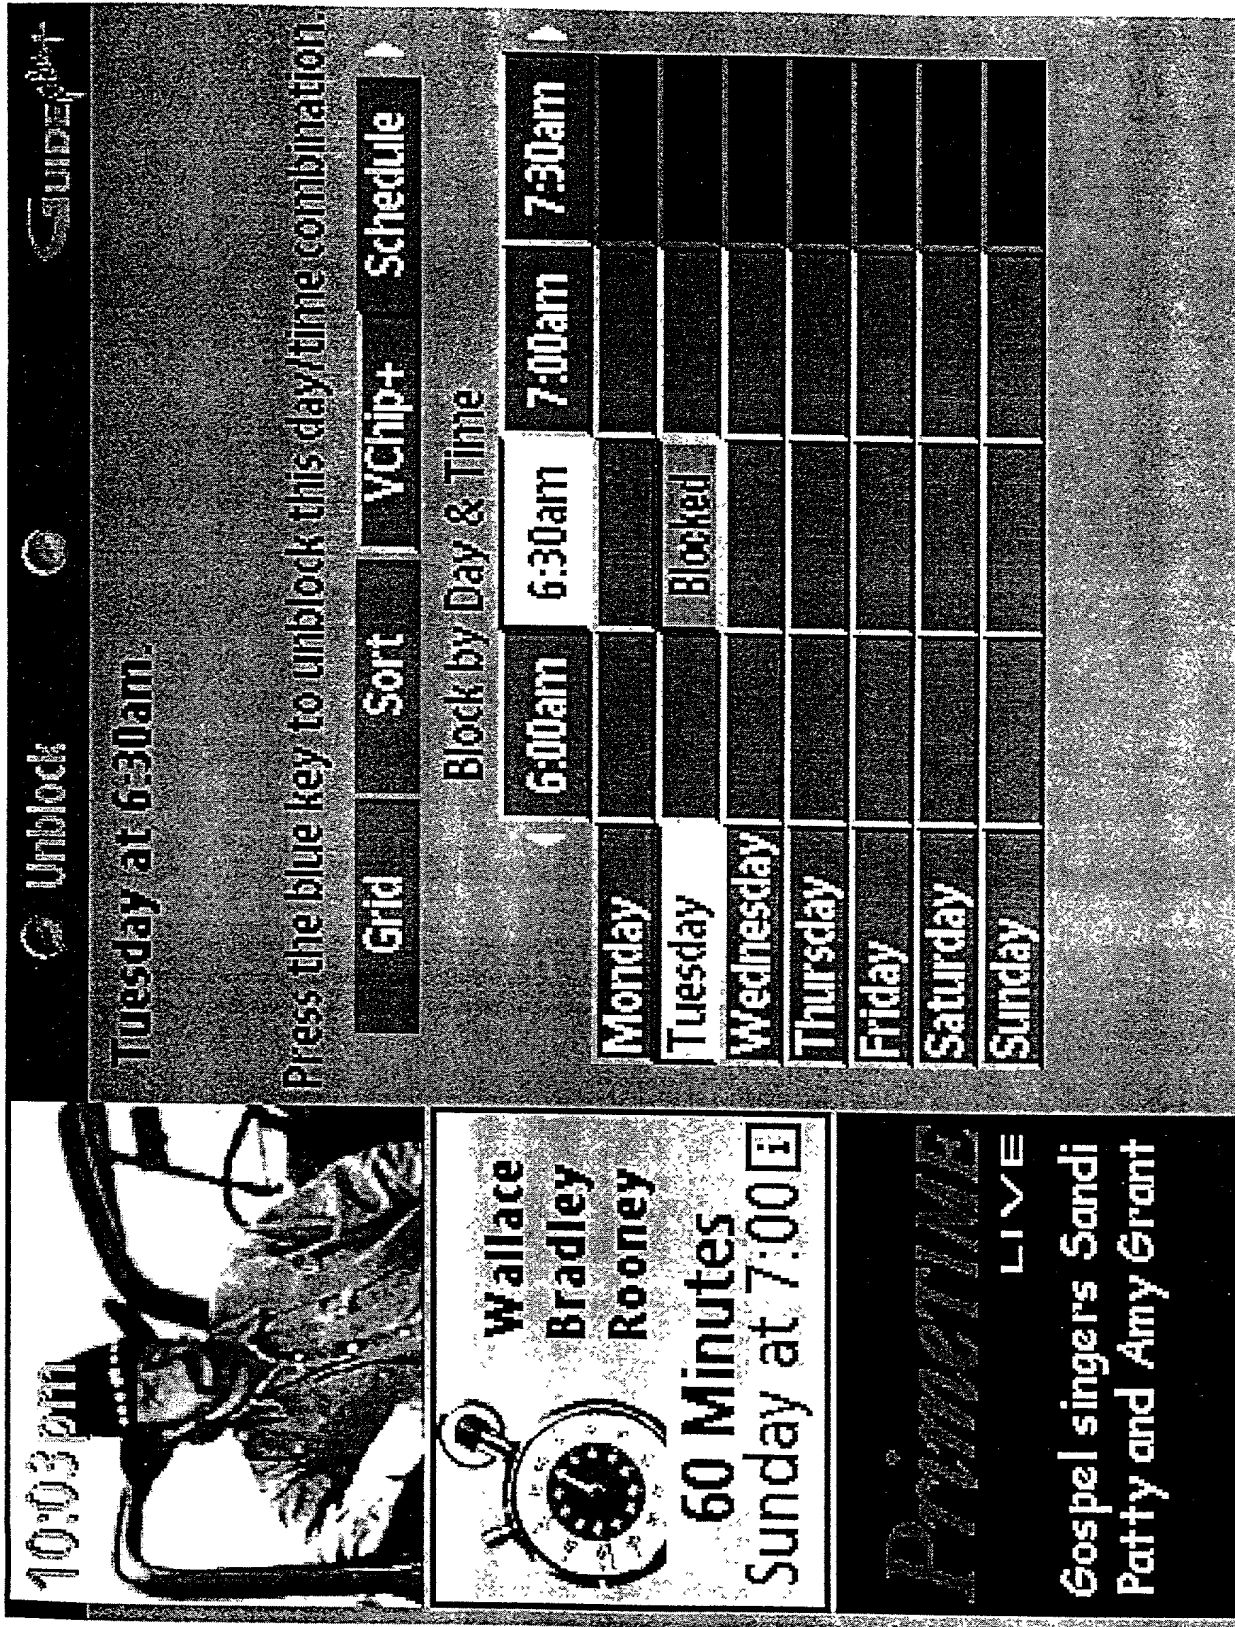 10:03pm
Unblock
GUIDE plus+
Tuesday at 6:30am.
Press the blue key to unblock this day/time combination.
Grid Sort VChip+ Schedule
Block by Day & Time
6:00am 6:30am 7:00am 7:30am
Monday
Tuesday Blocked
Wednesday
Thursday
Friday
Saturday
Sunday
Wallace
Bradley
Rooney
60 Minutes
Sunday at 7:00 i
PrimeTIME
LIVE
Gospel singers Sandi
Patty and Amy Grant